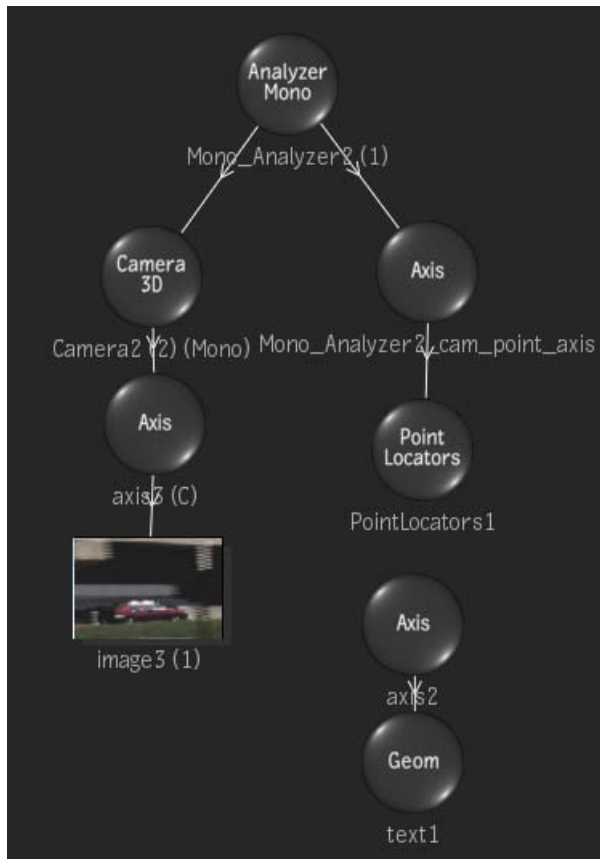 Analyzer
Mono
Mono_Analyzer2 (1)
Camera
3D
Axis
Camera2 (2) (Mono)
Mono_Analyzer2_cam_point_axis
Axis
Point
Locators
axis3 (C)
PointLocators1
Axis
image3 (1)
axis2
Geom
text1